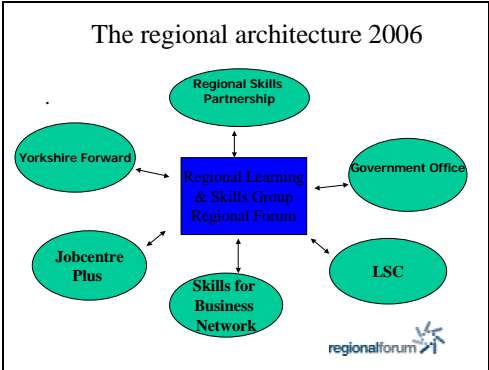 The regional architecture 2006
Regional Skills
Partnership
.
Yorkshire Forward
Government Office
Regional Learning
& Skills Group
Regional Forum
Jobcentre
Plus
LSC
Skills for
Business
Network
regionalforum